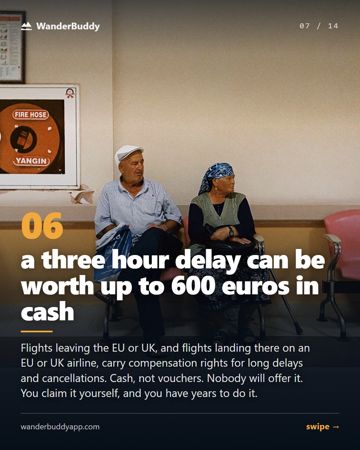 WanderBuddy
07 / 14
FIRE HOSE
YANGIN
06
a three hour delay can be
worth up to 600 euros in
cash
Flights leaving the EU or UK, and flights landing there on an
EU or UK airline, carry compensation rights for long delays
and cancellations. Cash, not vouchers. Nobody will offer it.
You claim it yourself, and you have years to do it.
wanderbuddyapp.com
swipe →